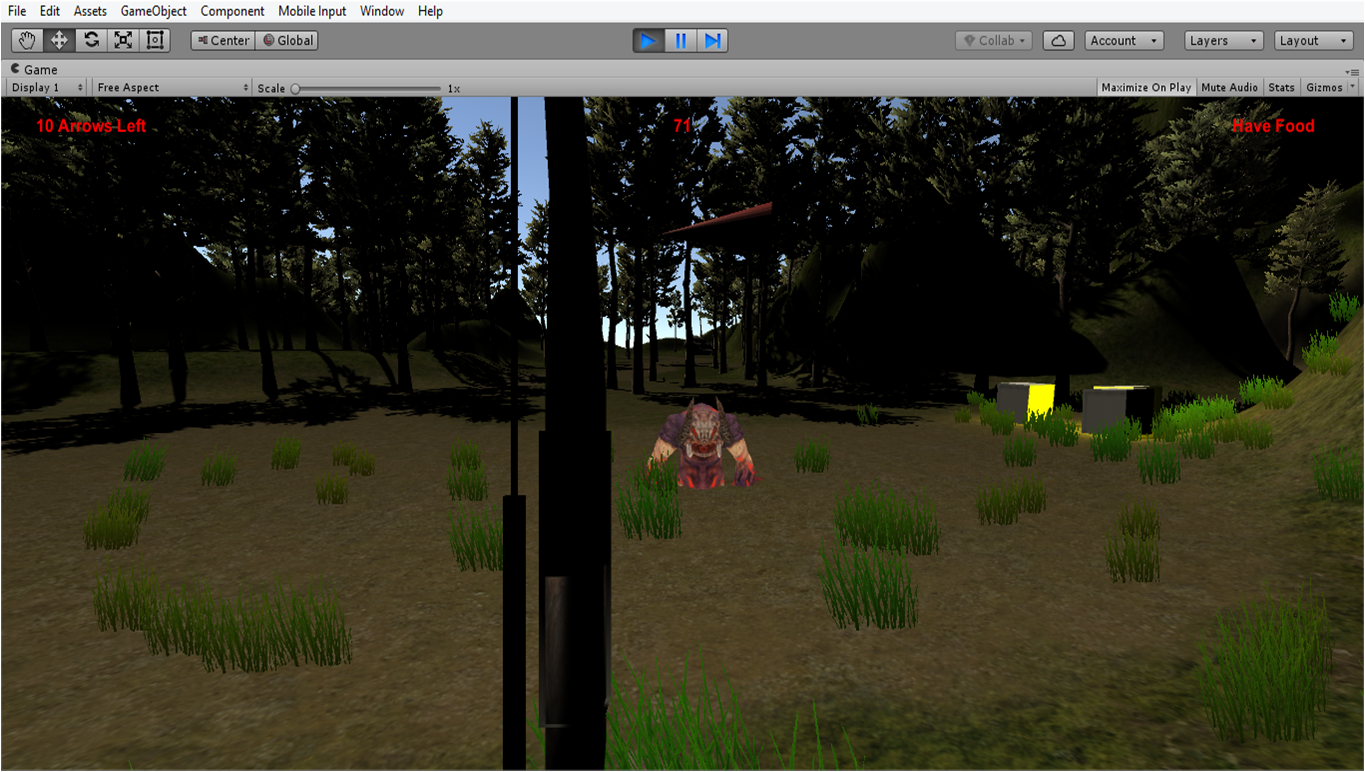 File Edit Assets GameObject Component Mobile Input Window Help
Center Global Collab Account Layers Layout
Game
Display 1 Free Aspect Scale 1x Maximize On Play Mute Audio Stats Gizmos
10 Arrows Left 71 Have Food